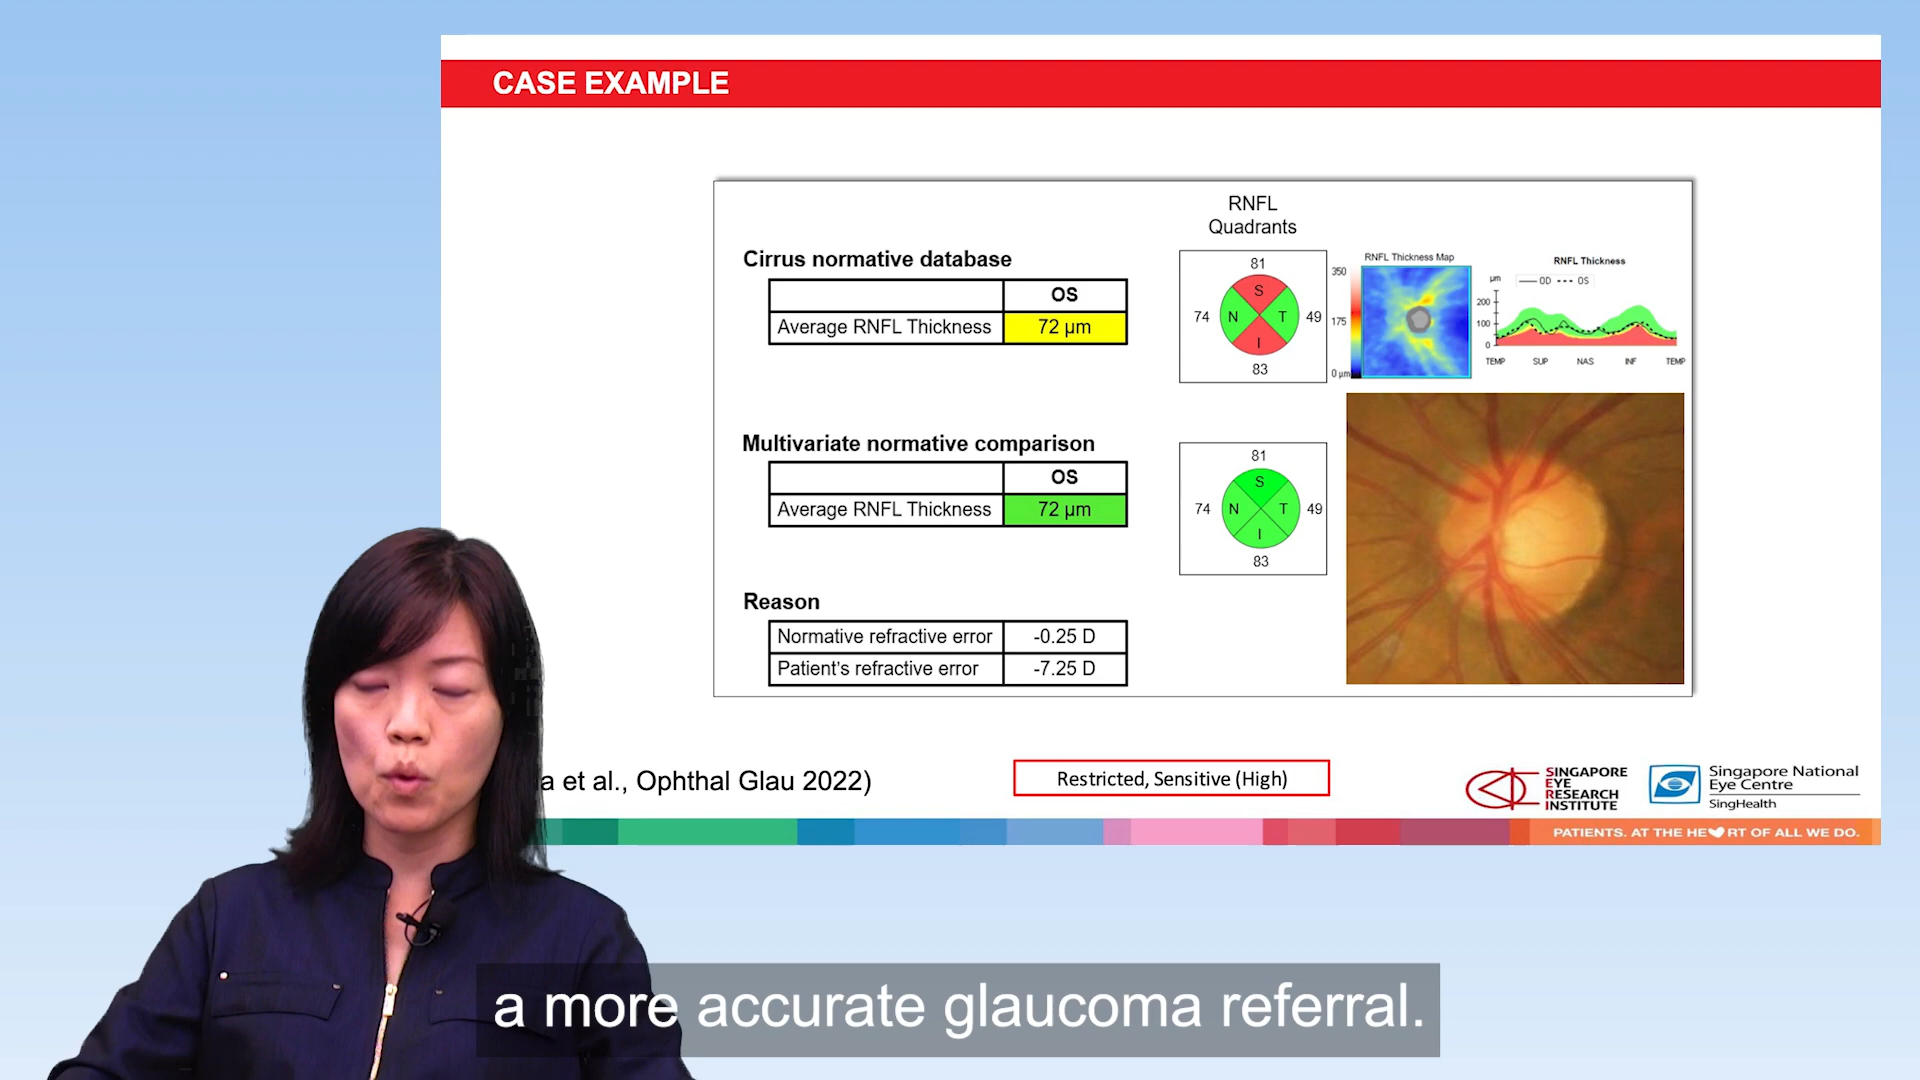 CASE EXAMPLE
RNFL
Quadrants
Cirrus normative database
OS
Average RNFL Thickness
72 µm
81
S
74
N
T
49
I
83
RNFL Thickness Map
350
175
0 µm
RNFL Thickness
µm
OD
OS
200
100
0
TEMP
SUP
NAS
INF
TEMP
Multivariate normative comparison
OS
Average RNFL Thickness
72 µm
81
S
74
N
T
49
I
83
Reason
Normative refractive error
-0.25 D
Patient's refractive error
-7.25 D
a et al., Ophthal Glau 2022)
Restricted, Sensitive (High)
SINGAPORE
EYE
RESEARCH
INSTITUTE
Singapore National
Eye Centre
SingHealth
PATIENTS. AT THE HE RT OF ALL WE DO.
a more accurate glaucoma referral.